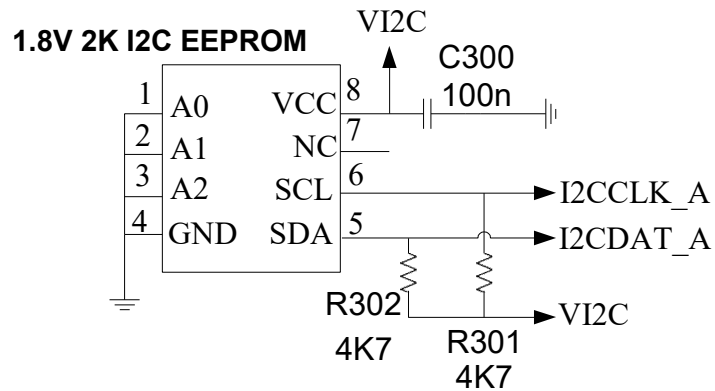 VI2C
1.8V 2K I2C EEPROM
C300
100n
1 A0 VCC 8
2 A1 NC 7
3 A2 SCL 6 I2CCLK_A
4 GND SDA 5 I2CDAT_A
R302 VI2C
4K7 R301
4K7